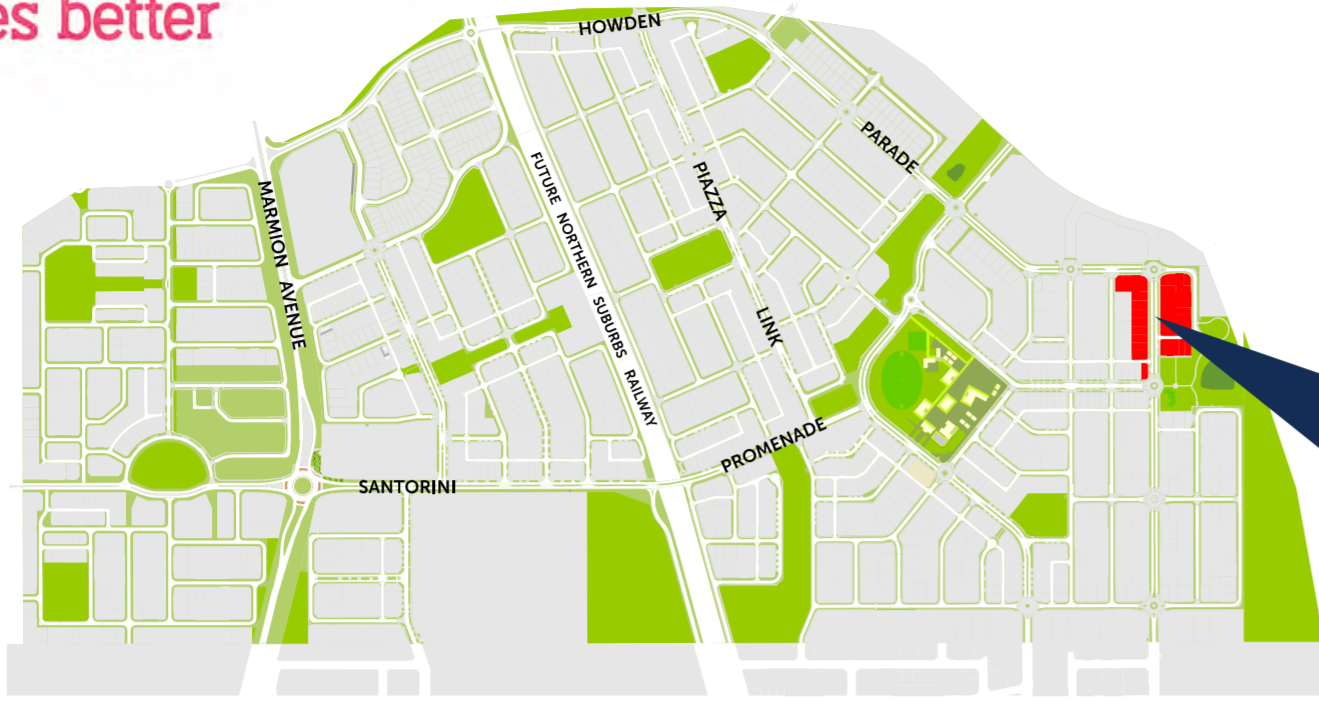 es better
HOWDEN
PARADE
MARMION AVENUE
FUTURE NORTHERN SUBURBS RAILWAY
PIAZZA
LINK
PROMENADE
SANTORINI